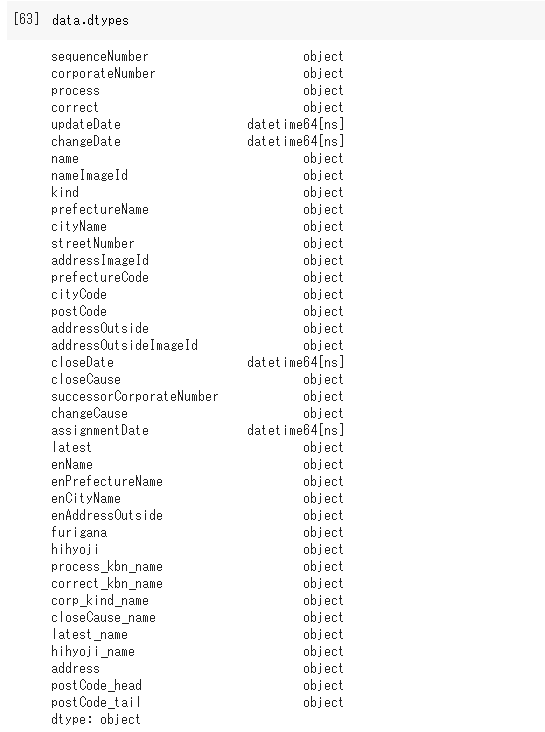 [63] data.dtypes
sequenceNumber object
corporateNumber object
process object
correct object
updateDate datetime64[ns]
changeDate datetime64[ns]
name object
nameImageId object
kind object
prefectureName object
cityName object
streetNumber object
addressImageId object
prefectureCode object
cityCode object
postCode object
addressOutside object
addressOutsideImageId object
closeDate datetime64[ns]
closeCause object
successorCorporateNumber object
changeCause object
assignmentDate datetime64[ns]
latest object
enName object
enPrefectureName object
enCityName object
enAddressOutside object
furigana object
hihyoji object
process_kbn_name object
correct_kbn_name object
corp_kind_name object
closeCause_name object
latest_name object
hihyoji_name object
address object
postCode_head object
postCode_tail object
dtype: object